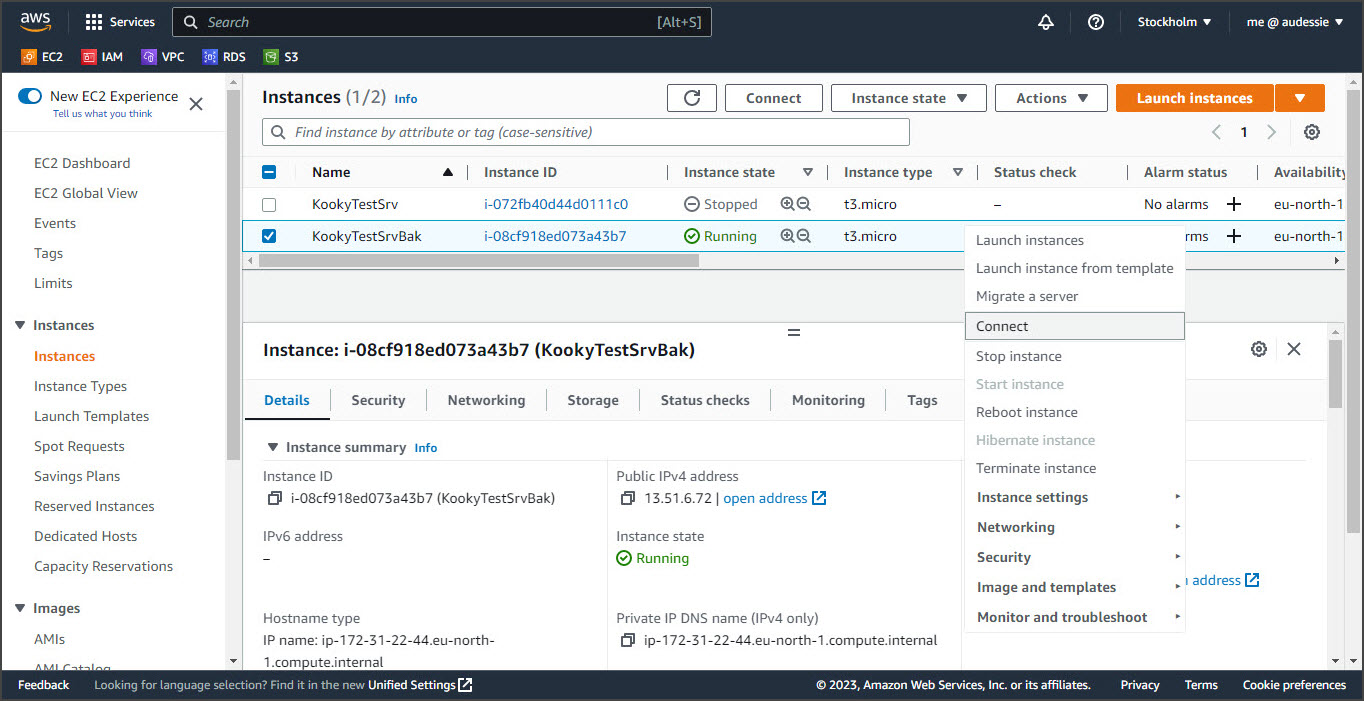 aws Services Search [Alt+S] Stockholm ▼ me @ audessie ▼
EC2 IAM VPC RDS S3
New EC2 Experience
Tell us what you think
EC2 Dashboard
EC2 Global View
Events
Tags
Limits
Instances
Instances
Instance Types
Launch Templates
Spot Requests
Savings Plans
Reserved Instances
Dedicated Hosts
Capacity Reservations
Images
AMIs
AMI Catalog
Instances (1/2) Info Connect Instance state ▼ Actions ▼ Launch instances ▼
Find instance by attribute or tag (case-sensitive) 1
Name Instance ID Instance state Instance type Status check Alarm status Availability
KookyTestSrv i-072fb40d44d0111c0 Stopped t3.micro – No alarms + eu-north-1
KookyTestSrvBak i-08cf918ed073a43b7 Running t3.micro rms + eu-north-1
Launch instances
Launch instance from template
Migrate a server
Connect
Stop instance
Start instance
Reboot instance
Hibernate instance
Terminate instance
Instance settings
Networking
Security
Image and templates
Monitor and troubleshoot
Instance: i-08cf918ed073a43b7 (KookyTestSrvBak)
Details Security Networking Storage Status checks Monitoring Tags
Instance summary Info
Instance ID
i-08cf918ed073a43b7 (KookyTestSrvBak)
Public IPv4 address
13.51.6.72 | open address
IPv6 address
–
Instance state
Running
address
Hostname type
IP name: ip-172-31-22-44.eu-north-
1.compute.internal
Private IP DNS name (IPv4 only)
ip-172-31-22-44.eu-north-1.compute.internal
Feedback Looking for language selection? Find it in the new Unified Settings © 2023, Amazon Web Services, Inc. or its affiliates. Privacy Terms Cookie preferences